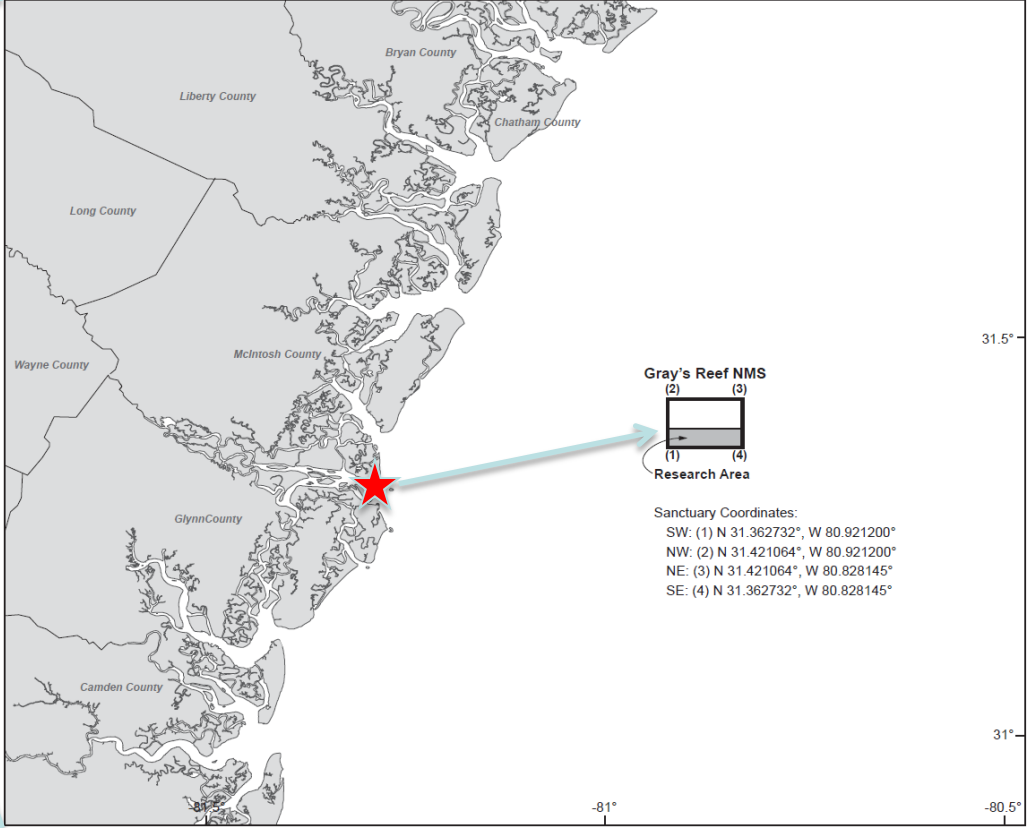 Bryan County
Liberty County
Chatham County
Long County
31.5°
McIntosh County
Wayne County
Gray's Reef NMS
(2) (3)
(1) (4)
Research Area
Sanctuary Coordinates:
SW: (1) N 31.362732°, W 80.921200°
NW: (2) N 31.421064°, W 80.921200°
NE: (3) N 31.421064°, W 80.828145°
SE: (4) N 31.362732°, W 80.828145°
GlynnCounty
Camden County
31°
-81.5°
-81°
-80.5°